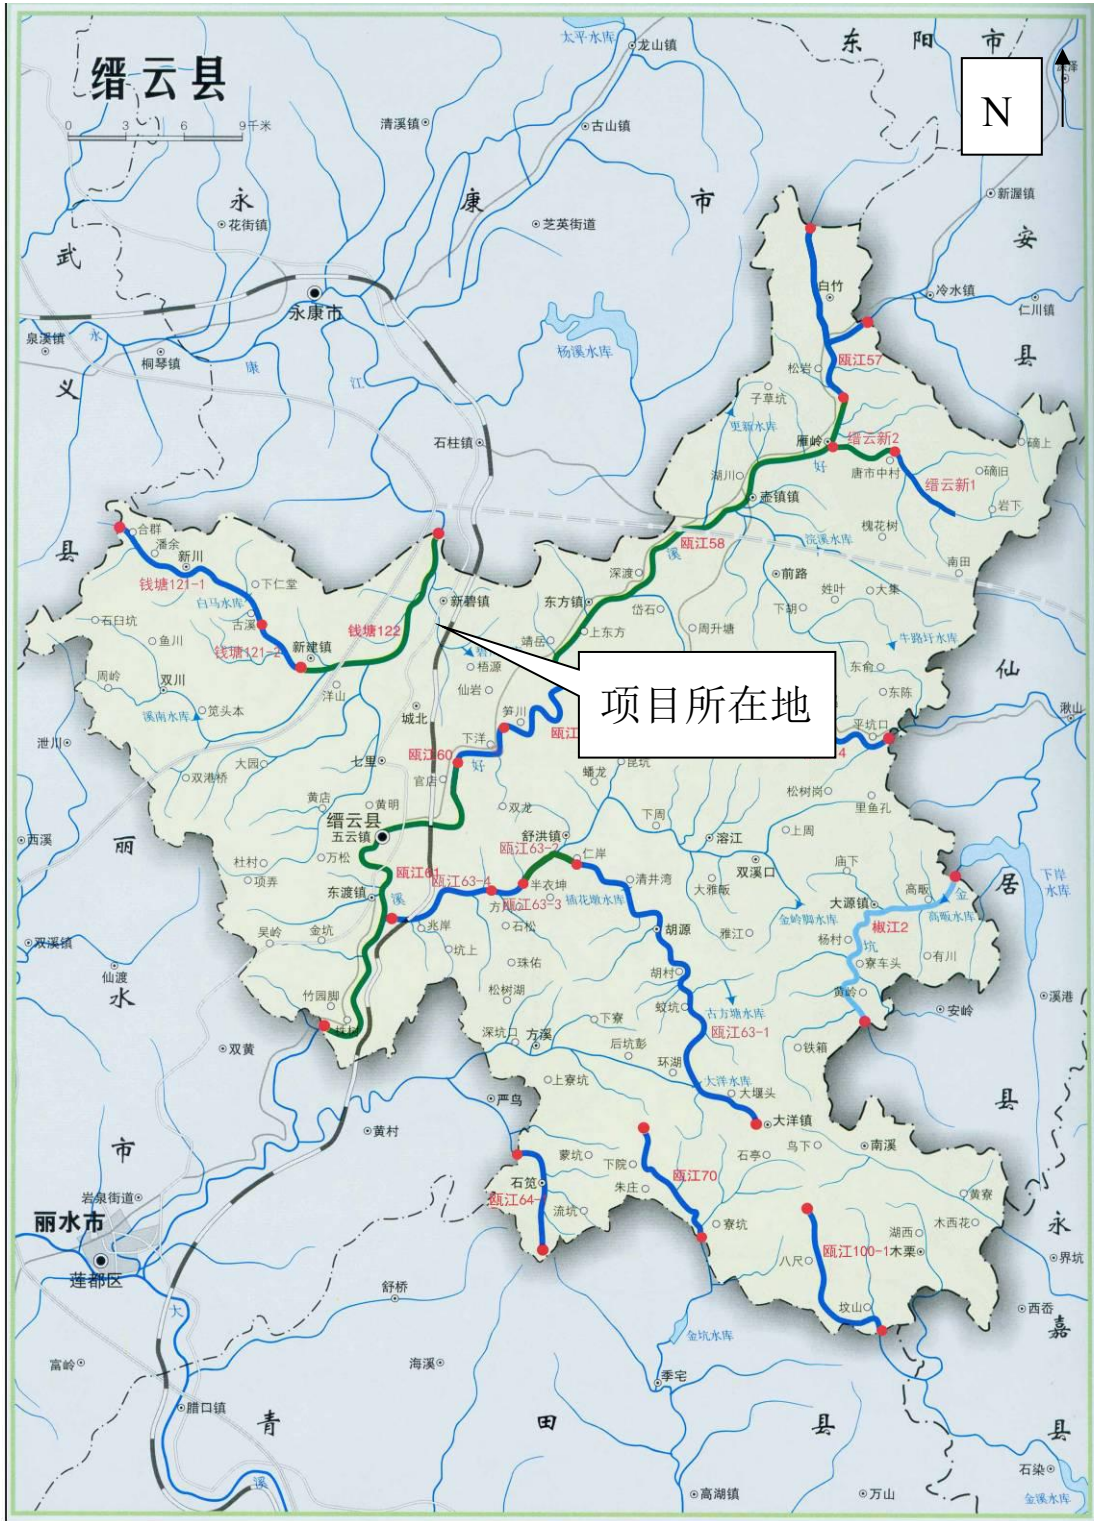 缙云县
0 3 6 9千米
N
东阳市
太平水库
龙山镇
清溪镇
古山镇
永康市
花街镇
芝英街道
新渥镇
武义县
安县
白竹
冷水镇
仁川镇
永康市
泉溪镇
永康江
桐琴镇
杨溪水库
松岩
瓯江57
子草坑
更新水库
石柱镇
雁岭
缙云新2
好
唐市中村
碲上
碲旧
湖川
缙云新1
壶镇镇
岩下
合群
潘余
新川
溪
瓯江58
槐花树
浣溪水库
钱塘121-1
下仁堂
深渡
前路
南田
白马水库
新碧镇
东方镇
姓叶
大集
石臼坑
古溪
钱塘122
岱石
下胡
鱼川
钱塘121-2
新建镇
靖岳
上东方
周升塘
牛路圩水库
梧源
东俞
仙居县
周岭
双川
洋山
仙岩
项目所在地
东陈
溪南水库
笕头本
城北
笋川
平坑口
湫山
泄川
下洋
瓯江
瓯江60
好
4
大园
七里
双港桥
官店
蟠龙
昆坑
松树岗
里鱼孔
黄店
黄明
双龙
下周
缙云县
五云镇
舒洪镇
溶江
上周
西溪
丽水市
瓯江63-2
仁岸
双溪口
庙下
杜村
万松
瓯江61
瓯江63-4
下岸水库
项弄
东渡镇
半衣坤
清井湾
大雅畈
高畈
溪
瓯江63-3
插花墩水库
金岭脚水库
大源镇
高畈水库
金坑
椒江2
吴岭
金坑
兆岸
石松
胡源
雅江
杨村
双溪镇
坑上
仙渡
珠佑
胡村
寮车头
有川
竹园脚
松树湖
蛟坑
古方塘水库
黄岭
溪港
安岭
下寮
深坑口
方溪
瓯江63-1
双黄
后坑彭
铁箱
环湖
上寮坑
大洋水库
大堰头
严鸟
黄村
大洋镇
鸟下
南溪
蒙坑
下院
石亭
石笕
朱庄
瓯江70
岩泉街道
瓯江64-
黄寮
丽水市
流坑
寮坑
湖西
木西花
永嘉县
瓯江100-1
木栗
莲都区
八尺
界坑
舒桥
大溪
坟山
西岙
金坑水库
富岭
海溪
季宅
腊口镇
青田县
石染
高湖镇
万山
金溪水库